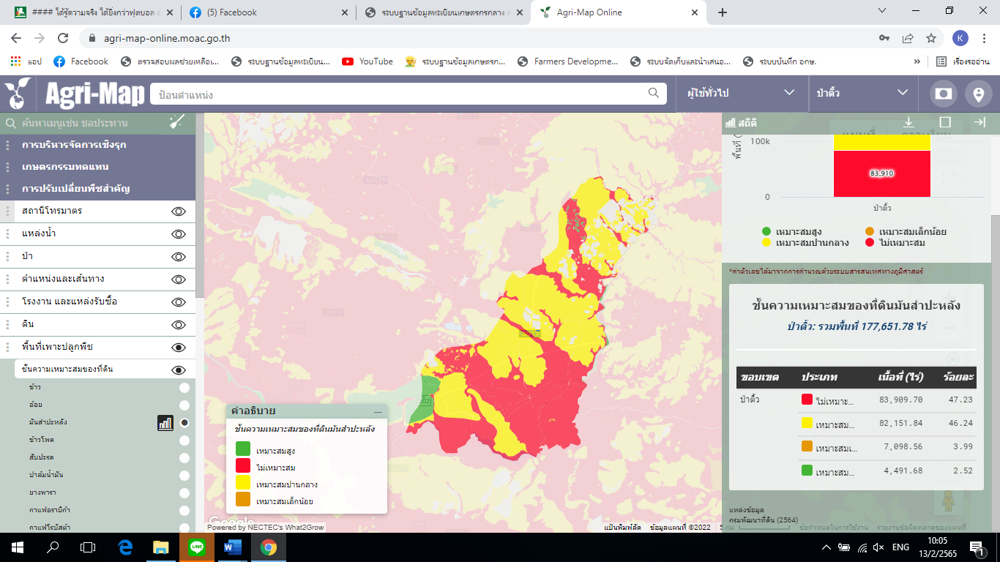 #### ได้รู้ความจริง ได้ยิ่งกว่าฟุตบอล
(5) Facebook
ระบบฐานข้อมูลทะเบียนเกษตรกรกลาง
Agri-Map Online
agri-map-online.moac.go.th
K
แอป
Facebook
ตรวจสอบผลช่วยเหลือเ...
ระบบฐานข้อมูลทะเบียน...
YouTube
ระบบฐานข้อมูลเกษตรก...
Farmers Developme...
ระบบจัดเก็บและนำเสนอ...
ระบบบันทึก อกษ.
»
เรื่องรออ่าน
Agri-Map
ป้อนตำแหน่ง
ผู้ใช้ทั่วไป
ป่าติ้ว
ค้นหาเมนูเช่น ชลประทาน
การบริหารจัดการเชิงรุก
เกษตรกรรมทดแทน
การปรับเปลี่ยนพืชสำคัญ
สถานีโทรมาตร
แหล่งน้ำ
ป่า
ตำแหน่งและเส้นทาง
โรงงาน และแหล่งรับซื้อ
ดิน
พื้นที่เพาะปลูกพืช
ชั้นความเหมาะสมของที่ดิน
ข้าว
อ้อย
มันสำปะหลัง
ข้าวโพด
สับปะรด
ปาล์มน้ำมัน
ยางพารา
กาแฟอราบิก้า
กาแฟโรบัสต้า
คำอธิบาย
ชั้นความเหมาะสมของที่ดินมันสำปะหลัง
เหมาะสมสูง
ไม่เหมาะสม
เหมาะสมปานกลาง
เหมาะสมเล็กน้อย
Google
Powered by NECTEC's What2Grow
แป้นพิมพ์ลัด
ข้อมูลแผนที่ ©2022
5 กม.
ข้อกำหนดในการใช้งาน
รายงานข้อผิดพลาดของแผนที่
สถิติ
แผนที่
ดาวเทียม
พื้นที่ (
100k
83,910
0
ป่าติ้ว
เหมาะสมสูง
เหมาะสมเล็กน้อย
เหมาะสมปานกลาง
ไม่เหมาะสม
*ค่าตัวเลขได้มาจากการคำนวณด้วยระบบสารสนเทศทางภูมิศาสตร์
ชั้นความเหมาะสมของที่ดินมันสำปะหลัง
ป่าติ้ว: รวมพื้นที่ 177,651.78 ไร่
ขอบเขต ประเภท เนื้อที่ (ไร่) ร้อยละ
ป่าติ้ว ไม่เหมาะ... 83,909.70 47.23
เหมาะสม... 82,151.84 46.24
เหมาะสมเ... 7,098.56 3.99
เหมาะสม... 4,491.68 2.52
แหล่งข้อมูล
กรมพัฒนาที่ดิน (2564)
ENG
10:05
13/2/2565
1